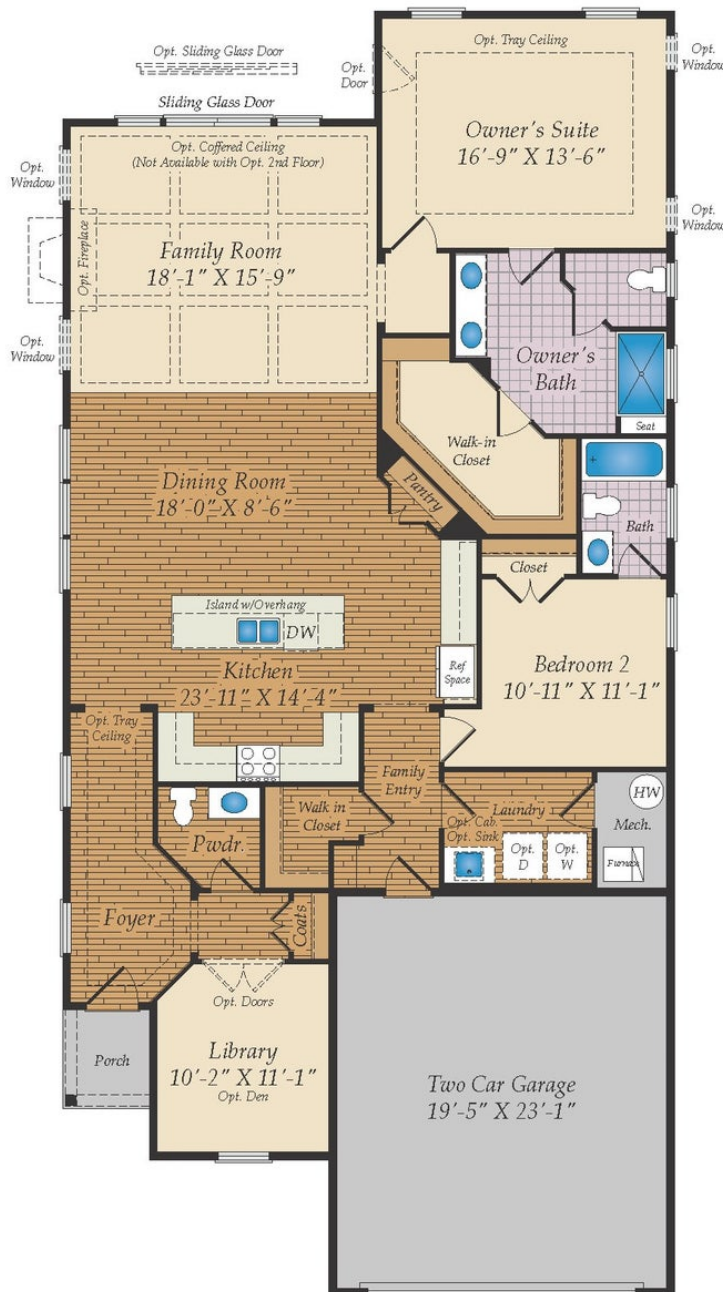 Opt. Sliding Glass Door
Sliding Glass Door
Opt.
Door
Opt. Tray Ceiling
Opt.
Window
Owner's Suite
16'-9" X 13'-6"
Opt.
Window
Opt. Coffered Ceiling
(Not Available with Opt. 2nd Floor)
Opt.
Window
Opt. Fireplace
Family Room
18'-1" X 15'-9"
Opt.
Window
Owner's
Bath
Seat
Walk-in
Closet
Dining Room
18'-0" X 8'-6"
Pantry
Bath
Closet
Island w/Overhang
DW
Kitchen
23'-11" X 14'-4"
Ref
Space
Bedroom 2
10'-11" X 11'-1"
Opt. Tray
Ceiling
Family
Entry
Walk in
Closet
Pwdr.
Laundry
Opt. Cab.
Opt. Sink
Opt.
D
Opt.
W
HW
Mech.
Furnace
Foyer
Coats
Opt. Doors
Porch
Library
10'-2" X 11'-1"
Opt. Den
Two Car Garage
19'-5" X 23'-1"